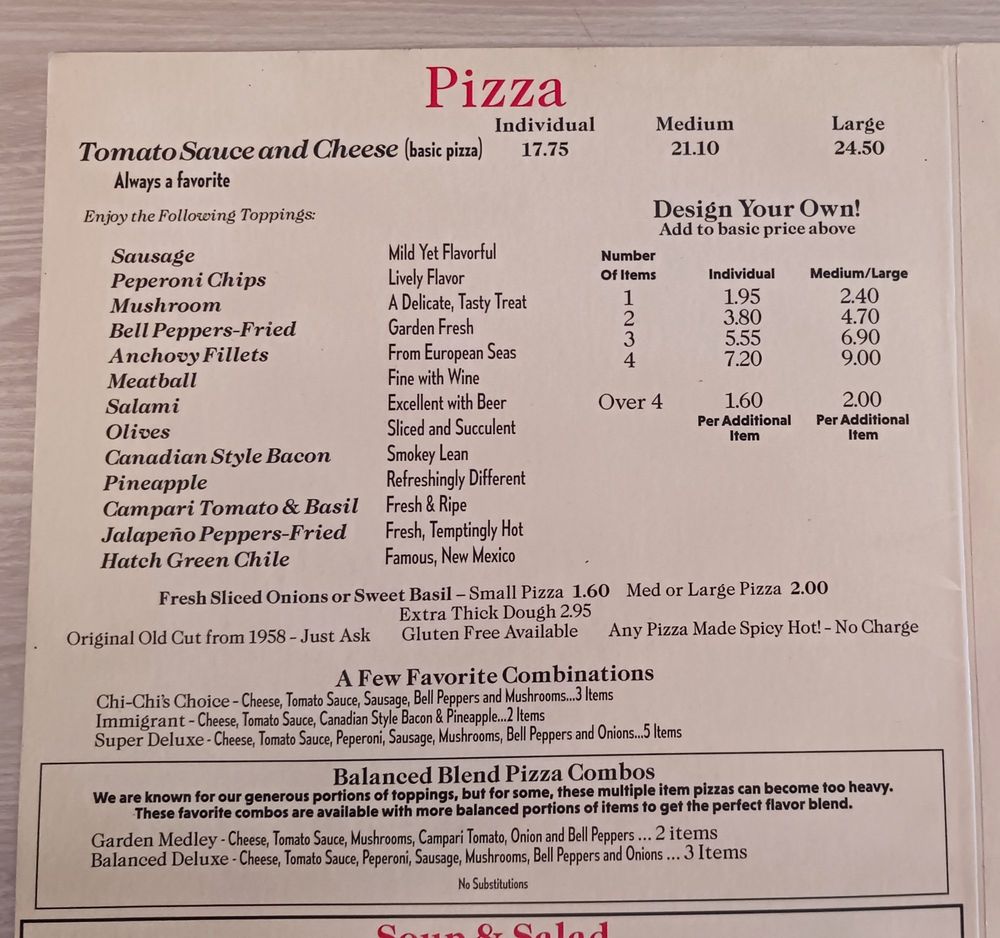 Pizza
Individual Medium Large
Tomato Sauce and Cheese (basic pizza) 17.75 21.10 24.50
Always a favorite
Enjoy the Following Toppings:
Design Your Own!
Add to basic price above
Number
Of Items Individual Medium/Large
1 1.95 2.40
2 3.80 4.70
3 5.55 6.90
4 7.20 9.00
Over 4 1.60 2.00
Per Additional Per Additional
Item Item
Sausage Mild Yet Flavorful
Peperoni Chips Lively Flavor
Mushroom A Delicate, Tasty Treat
Bell Peppers-Fried Garden Fresh
Anchovy Fillets From European Seas
Meatball Fine with Wine
Salami Excellent with Beer
Olives Sliced and Succulent
Canadian Style Bacon Smokey Lean
Pineapple Refreshingly Different
Campari Tomato & Basil Fresh & Ripe
Jalapeño Peppers-Fried Fresh, Temptingly Hot
Hatch Green Chile Famous, New Mexico
Fresh Sliced Onions or Sweet Basil – Small Pizza 1.60 Med or Large Pizza 2.00
Extra Thick Dough 2.95
Original Old Cut from 1958 – Just Ask Gluten Free Available Any Pizza Made Spicy Hot! – No Charge
A Few Favorite Combinations
Chi-Chi's Choice - Cheese, Tomato Sauce, Sausage, Bell Peppers and Mushrooms...3 Items
Immigrant - Cheese, Tomato Sauce, Canadian Style Bacon & Pineapple...2 Items
Super Deluxe - Cheese, Tomato Sauce, Peperoni, Sausage, Mushrooms, Bell Peppers and Onions...5 Items
Balanced Blend Pizza Combos
We are known for our generous portions of toppings, but for some, these multiple item pizzas can become too heavy.
These favorite combos are available with more balanced portions of items to get the perfect flavor blend.
Garden Medley - Cheese, Tomato Sauce, Mushrooms, Campari Tomato, Onion and Bell Peppers ... 2 items
Balanced Deluxe - Cheese, Tomato Sauce, Peperoni, Sausage, Mushrooms, Bell Peppers and Onions ... 3 Items
No Substitutions
Soup & Salad